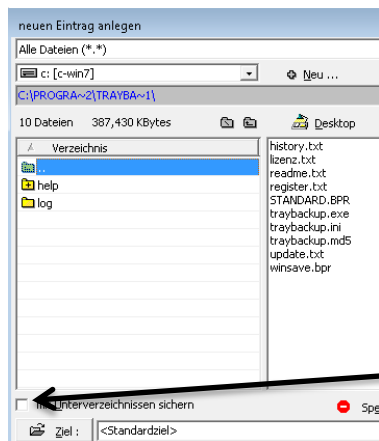 neuen Eintrag anlegen
Alle Dateien (*.*)
c: [c-win7]
Neu ...
C:\PROGRA~2\TRAYBA~1\
10 Dateien 387,430 KBytes
Desktop
Verzeichnis
..
help
log
history.txt
lizenz.txt
readme.txt
register.txt
STANDARD.BPR
traybackup.exe
traybackup.ini
traybackup.md5
update.txt
winsave.bpr
Unterverzeichnissen sichern
Spe
Ziel :
<Standardziel>